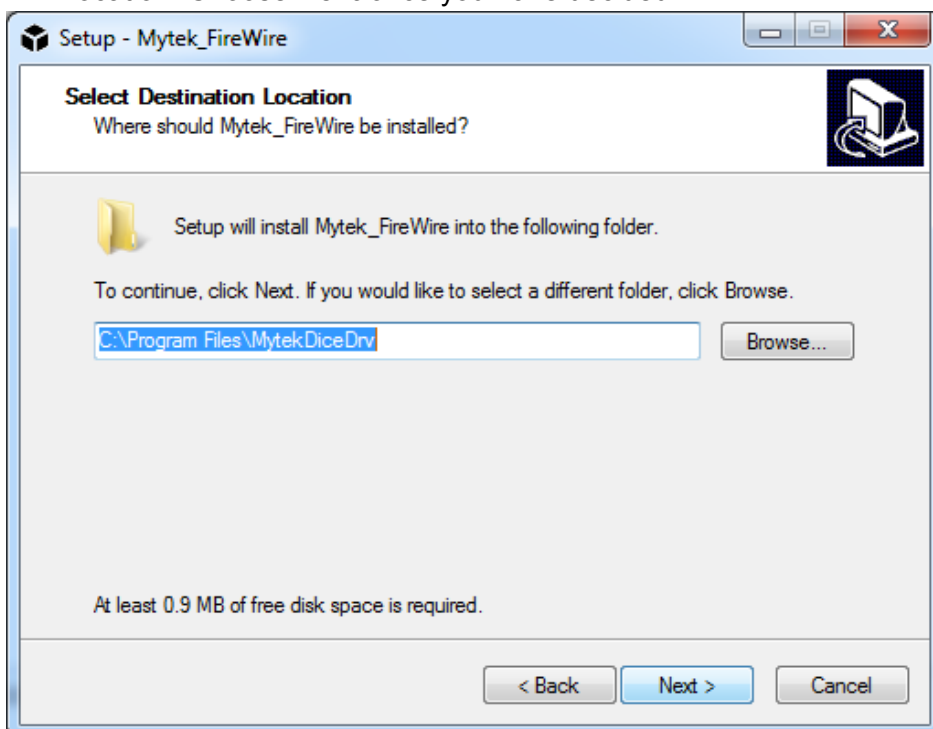 Setup - Mytek_FireWire
Select Destination Location
Where should Mytek_FireWire be installed?
Setup will install Mytek_FireWire into the following folder.
To continue, click Next. If you would like to select a different folder, click Browse.
C:\Program Files\MytekDiceDrv
Browse...
At least 0.9 MB of free disk space is required.
< Back
Next >
Cancel